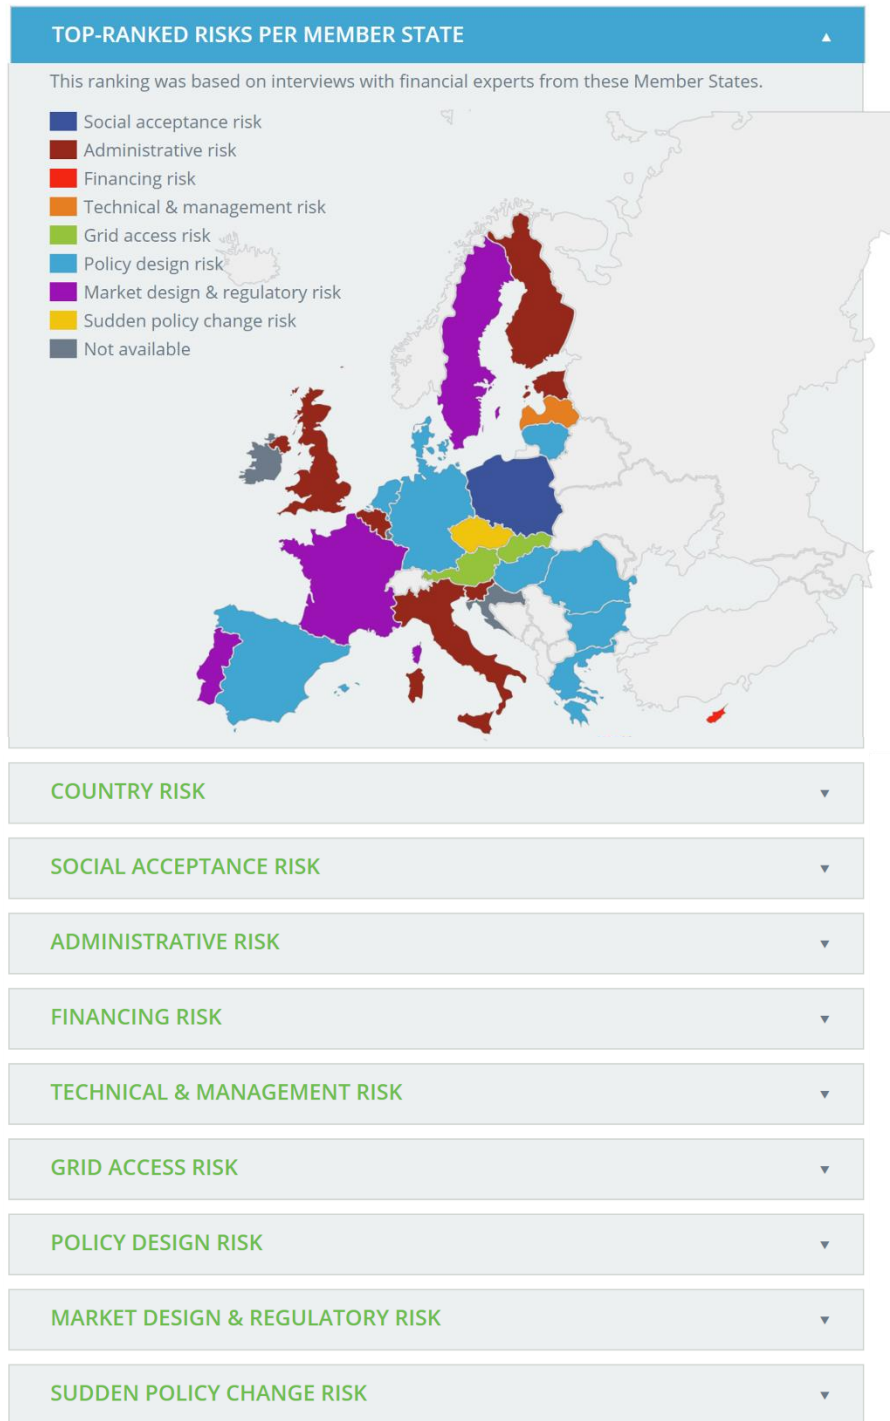 TOP-RANKED RISKS PER MEMBER STATE
This ranking was based on interviews with financial experts from these Member States.
Social acceptance risk
Administrative risk
Financing risk
Technical & management risk
Grid access risk
Policy design risk
Market design & regulatory risk
Sudden policy change risk
Not available
COUNTRY RISK
SOCIAL ACCEPTANCE RISK
ADMINISTRATIVE RISK
FINANCING RISK
TECHNICAL & MANAGEMENT RISK
GRID ACCESS RISK
POLICY DESIGN RISK
MARKET DESIGN & REGULATORY RISK
SUDDEN POLICY CHANGE RISK